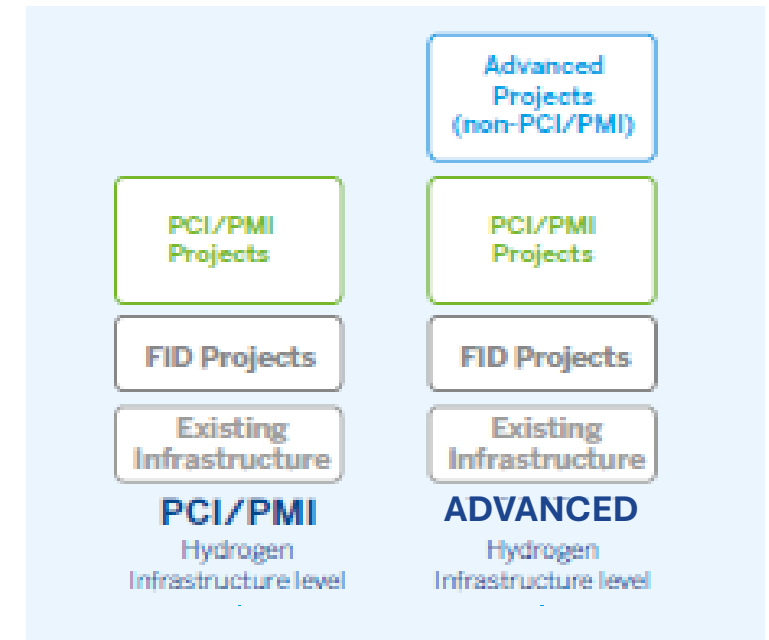 Advanced
Projects
(non-PCI/PMI)
PCI/PMI
Projects
PCI/PMI
Projects
FID Projects
FID Projects
Existing
Infrastructure
Existing
Infrastructure
PCI/PMI
ADVANCED
Hydrogen
Infrastructure level
Hydrogen
Infrastructure level